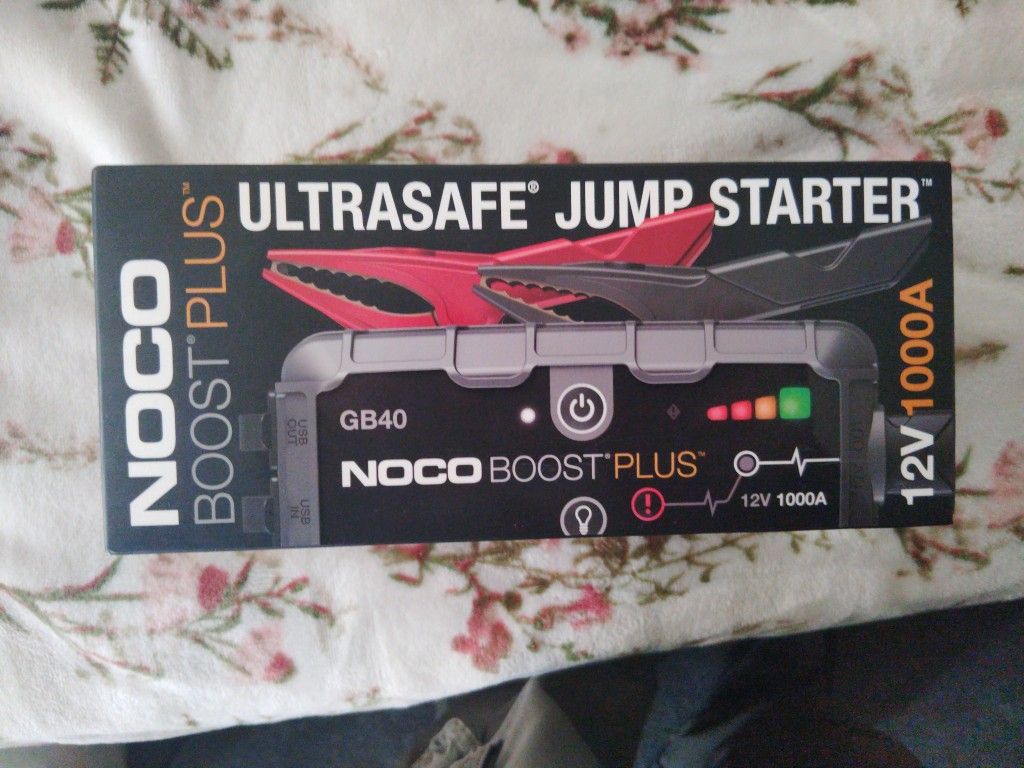 ULTRASAFE® JUMP STARTER™
NOCO
BOOST® PLUS™
GB40
NOCO BOOST® PLUS™
12V 1000A
USB OUT
USB IN
12V 1000A